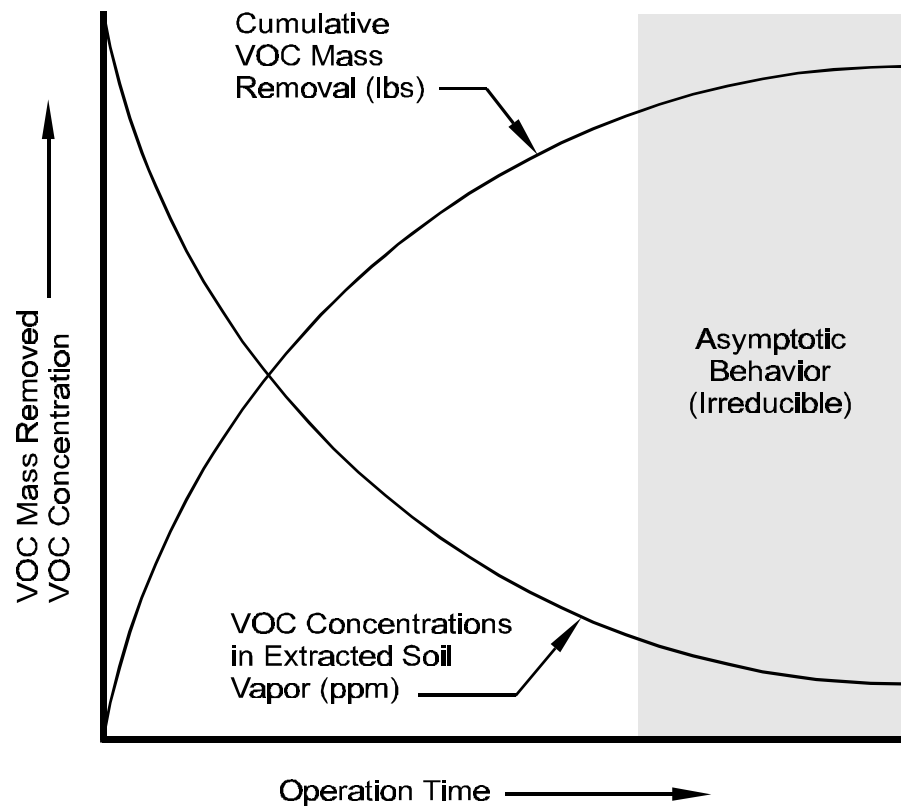 Cumulative
VOC Mass
Removal (lbs)
VOC Mass Removed
VOC Concentration
Asymptotic
Behavior
(Irreducible)
VOC Concentrations
in Extracted Soil
Vapor (ppm)
Operation Time